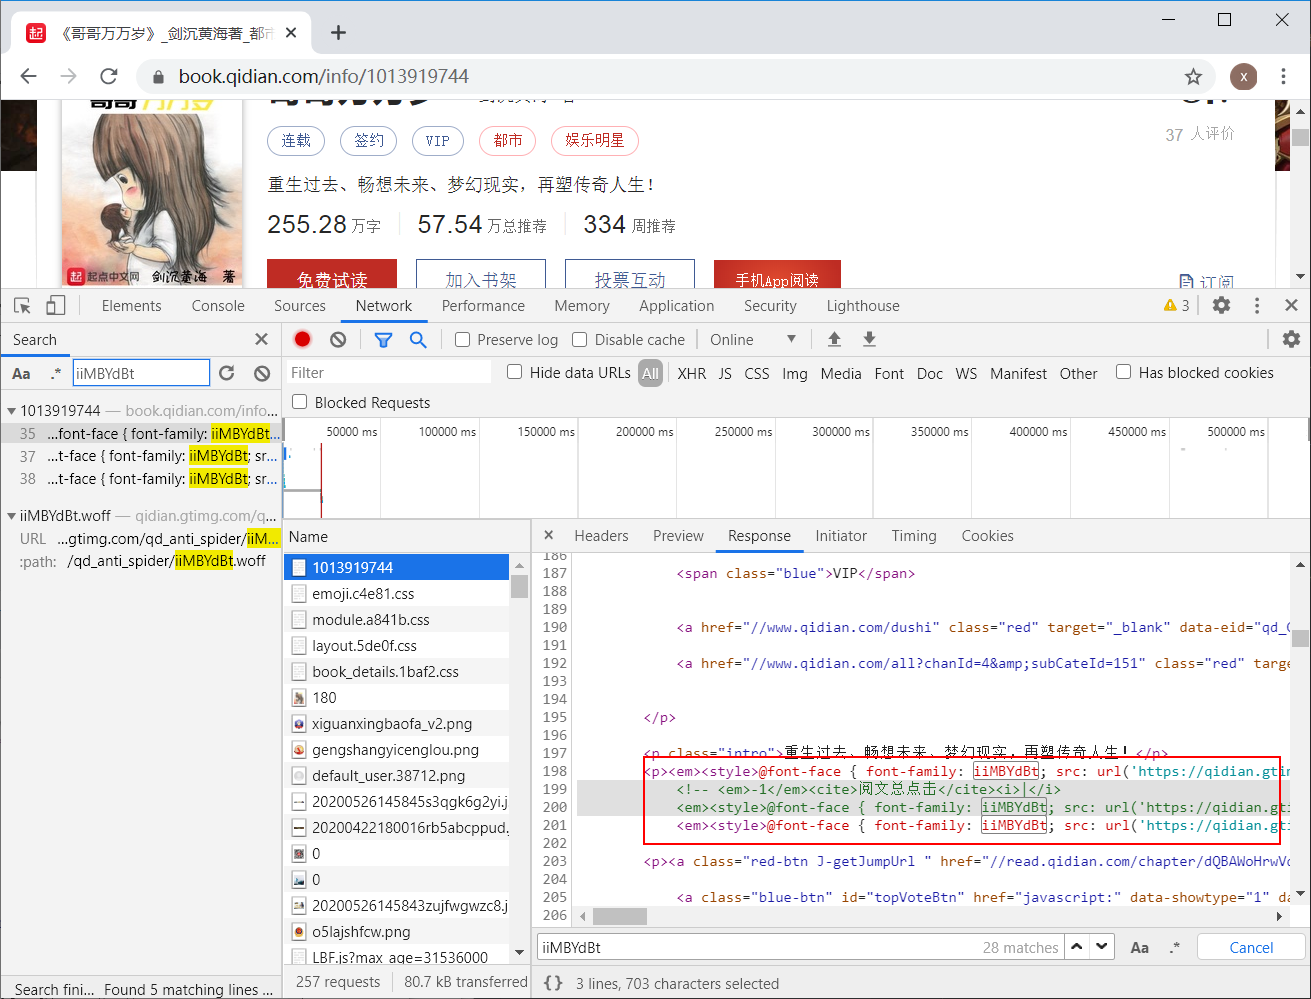 《哥哥万万岁》_剑沉黄海著_都市
book.qidian.com/info/1013919744
x
连载 签约 VIP 都市 娱乐明星
37 人评价
重生过去、畅想未来、梦幻现实，再塑传奇人生！
255.28 万字 57.54 万总推荐 334 周推荐
起点中文网 剑沉黄海 著
免费试读 加入书架 投票互动 手机App阅读 订阅
Elements Console Sources Network Performance Memory Application Security Lighthouse 3
Search
Preserve log Disable cache Online
Aa .* iiMBYdBt
Filter Hide data URLs All XHR JS CSS Img Media Font Doc WS Manifest Other Has blocked cookies
Blocked Requests
1013919744 — book.qidian.com/info...
35 ...font-face { font-family: iiMBYdBt...
37 ...t-face { font-family: iiMBYdBt; sr...
38 ...t-face { font-family: iiMBYdBt; sr...
iiMBYdBt.woff — qidian.gtimg.com/q...
URL ...gtimg.com/qd_anti_spider/iiM...
:path: /qd_anti_spider/iiMBYdBt.woff
50000 ms 100000 ms 150000 ms 200000 ms 250000 ms 300000 ms 350000 ms 400000 ms 450000 ms 500000 ms
Name
1013919744
emoji.c4e81.css
module.a841b.css
layout.5de0f.css
book_details.1baf2.css
180
xiguanxingbaofa_v2.png
gengshangyicenglou.png
default_user.38712.png
20200526145845s3qgk6g2yi.j
20200422180016rb5abcppud.
0
0
20200526145843zujfwgwzc8.j
o5lajshfcw.png
LBF.js?max_age=31536000
257 requests 80.7 kB transferred
Headers Preview Response Initiator Timing Cookies
186
187 <span class="blue">VIP</span>
188
189
190 <a href="//www.qidian.com/dushi" class="red" target="_blank" data-eid="qd_
191
192 <a href="//www.qidian.com/all?chanId=4&amp;subCateId=151" class="red" targe
193
194
195 </p>
196
197 <p class="intro">重生过去、畅想未来、梦幻现实，再塑传奇人生！</p>
198 <p><em><style>@font-face { font-family: iiMBYdBt; src: url('https://qidian.gtim
199 <!-- <em>-1</em><cite>阅文总点击</cite><i>|</i>
200 <em><style>@font-face { font-family: iiMBYdBt; src: url('https://qidian.gti
201 <em><style>@font-face { font-family: iiMBYdBt; src: url('https://qidian.gti
202
203 <p><a class="red-btn J-getJumpUrl " href="//read.qidian.com/chapter/dQBAWoHrwV
204
205 <a class="blue-btn" id="topVoteBtn" href="javascript:" data-showtype="1" da
206
iiMBYdBt 28 matches Aa .* Cancel
Search fini... Found 5 matching lines ...
{} 3 lines, 703 characters selected